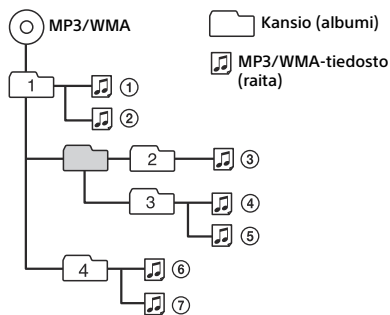 MP3/WMA
Kansio (albumi)
MP3/WMA-tiedosto
(raita)
1
①
②
2
③
3
④
⑤
4
⑥
⑦